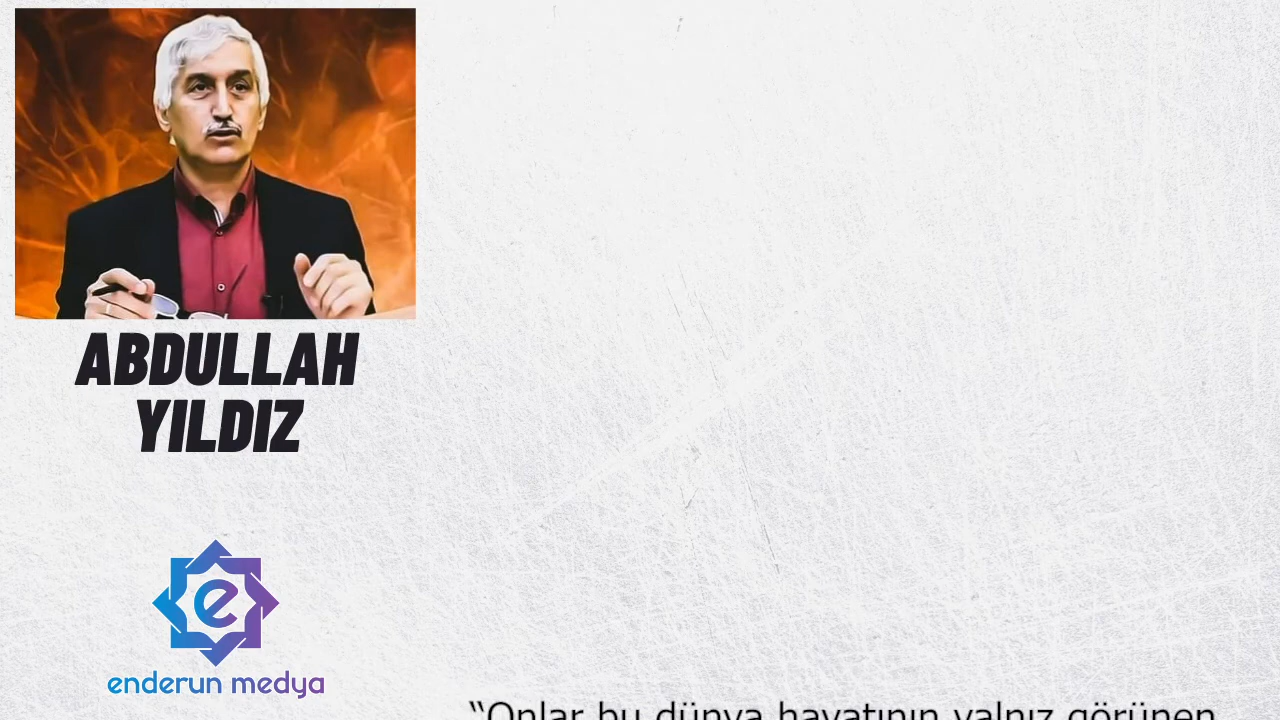 ABDULLAH
YILDIZ
enderun medya
“Onlar bu dünya hayatının yalnız görünen